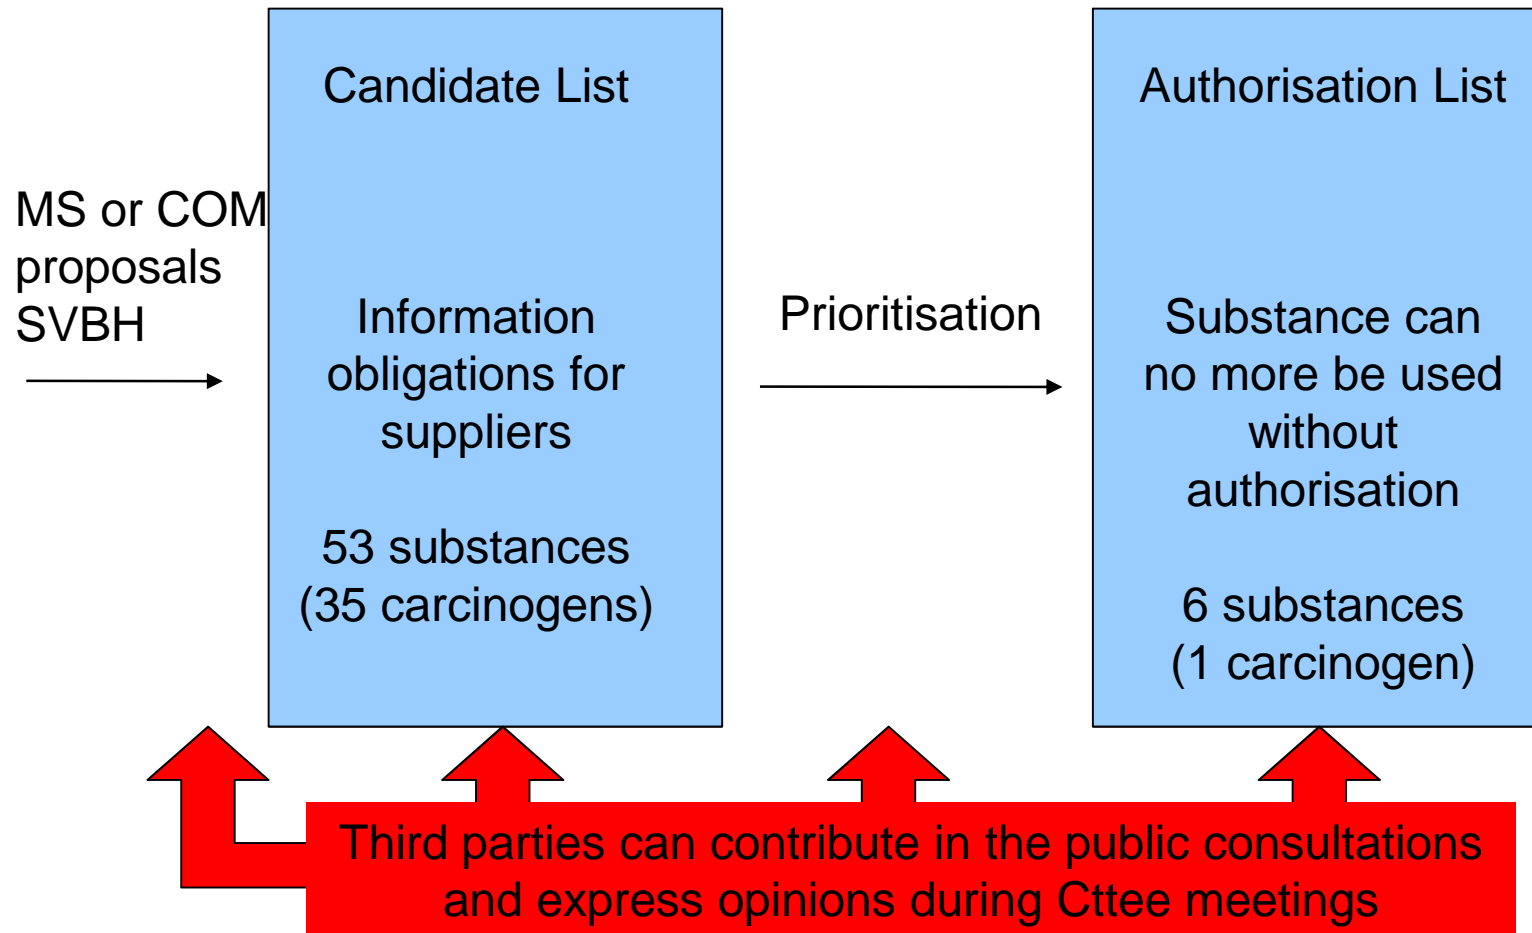 MS or COM
proposals
SVBH
Candidate List
Information
obligations for
suppliers
53 substances
(35 carcinogens)
Prioritisation
Authorisation List
Substance can
no more be used
without
authorisation
6 substances
(1 carcinogen)
Third parties can contribute in the public consultations
and express opinions during Cttee meetings